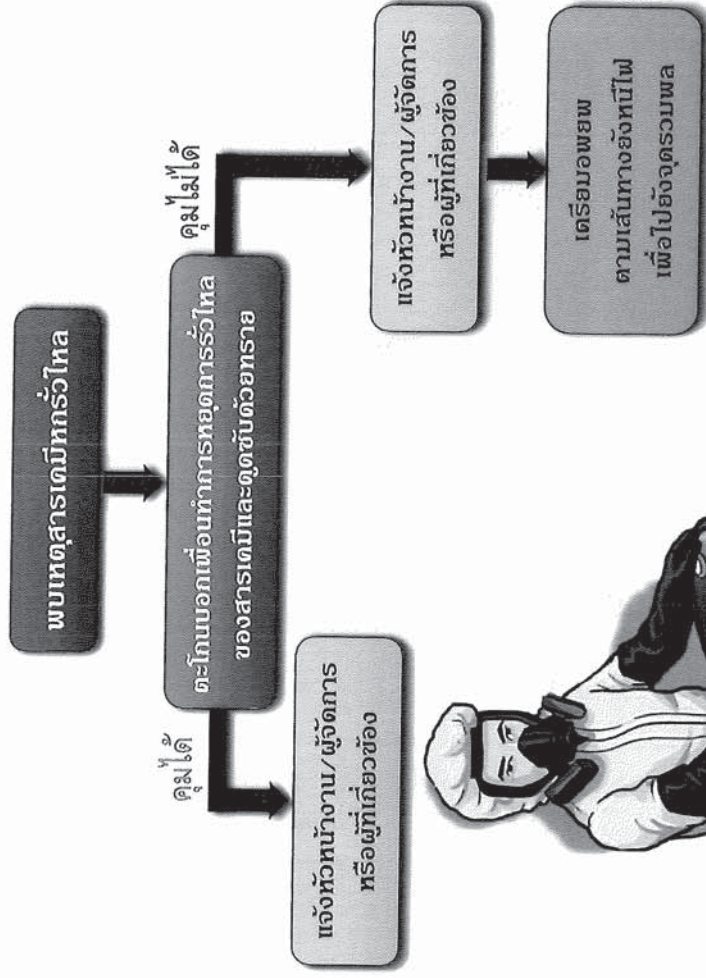 พบเหตุสารเคมีหกรั่วไหล
ตะโกนบอกเพื่อนทำการหยุดการรั่วไหล
ของสารเคมีและดูดซับด้วยทราย
คุมได้
แจ้งหัวหน้างาน/ผู้จัดการ
หรือผู้ที่เกี่ยวข้อง
คุมไม่ได้
แจ้งหัวหน้างาน/ผู้จัดการ
หรือผู้ที่เกี่ยวข้อง
เตรียมอพยพ
ตามเส้นทางยังหนีไฟ
เพื่อไปยังจุดรวมพล